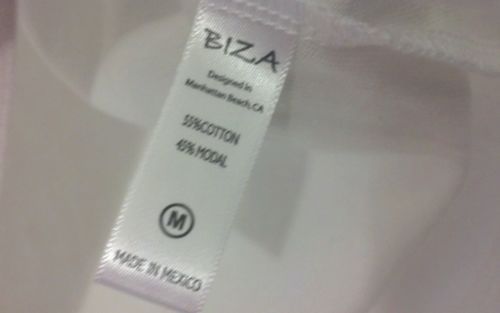 BIZA
Designed in
Manhattan Beach, CA
55%COTTON
45% MODAL
M
MADE IN MEXICO